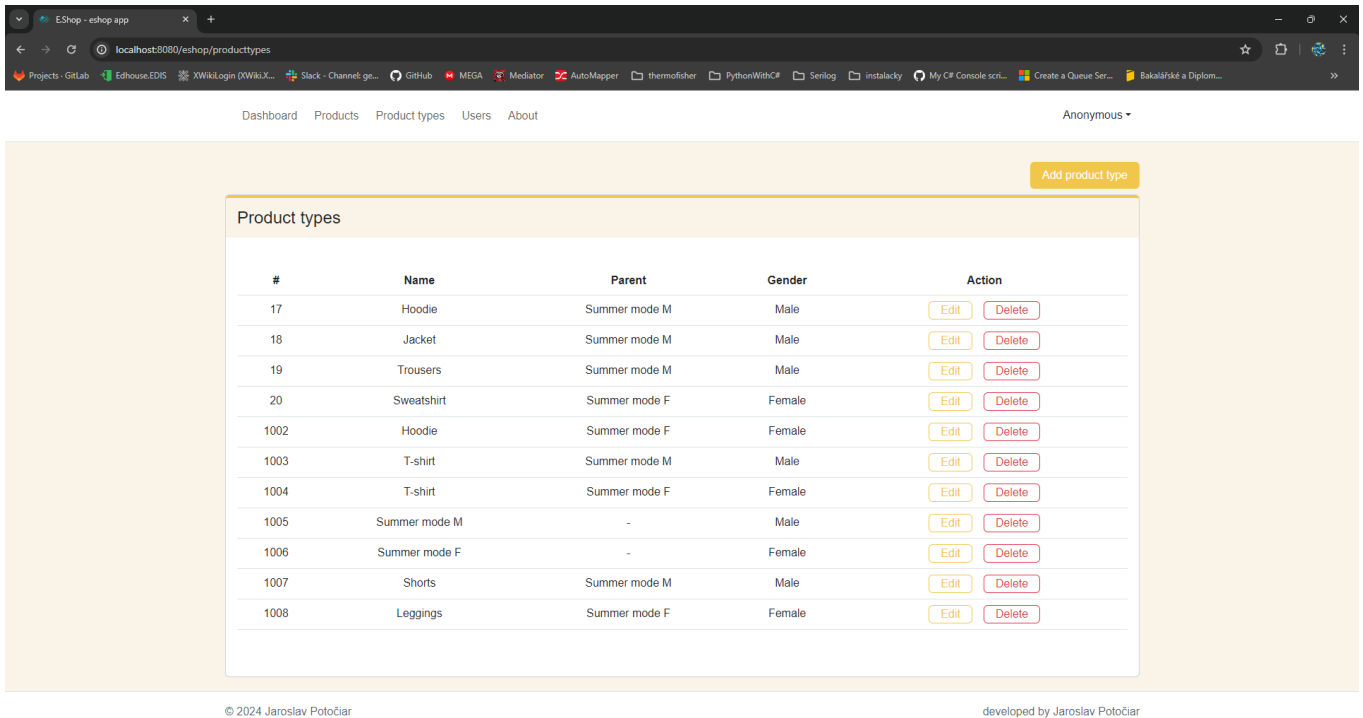 E.Shop - eshop app
localhost:8080/eshop/producttypes
Projects · GitLab Edhouse.EDIS XWikiLogin (XWiki.X... Slack - Channel: ge... GitHub MEGA Mediator AutoMapper thermofisher PythonWithC# Serilog instalacky My C# Console scri... Create a Queue Ser... Bakalářské a Diplom...
Dashboard Products Product types Users About Anonymous
Add product type
Product types
# Name Parent Gender Action
17 Hoodie Summer mode M Male Edit Delete
18 Jacket Summer mode M Male Edit Delete
19 Trousers Summer mode M Male Edit Delete
20 Sweatshirt Summer mode F Female Edit Delete
1002 Hoodie Summer mode F Female Edit Delete
1003 T-shirt Summer mode M Male Edit Delete
1004 T-shirt Summer mode F Female Edit Delete
1005 Summer mode M - Male Edit Delete
1006 Summer mode F - Female Edit Delete
1007 Shorts Summer mode M Male Edit Delete
1008 Leggings Summer mode F Female Edit Delete
© 2024 Jaroslav Potočiar developed by Jaroslav Potočiar